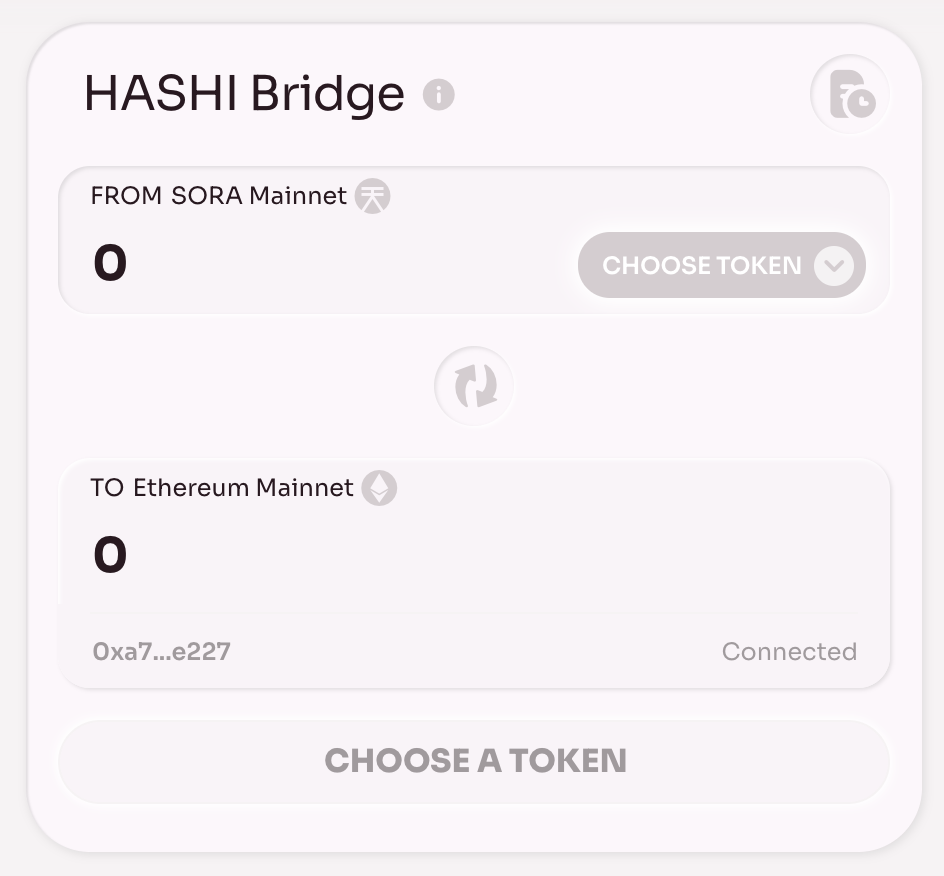 HASHI Bridge
FROM SORA Mainnet
0
CHOOSE TOKEN
TO Ethereum Mainnet
0
0xa7...e227
Connected
CHOOSE A TOKEN